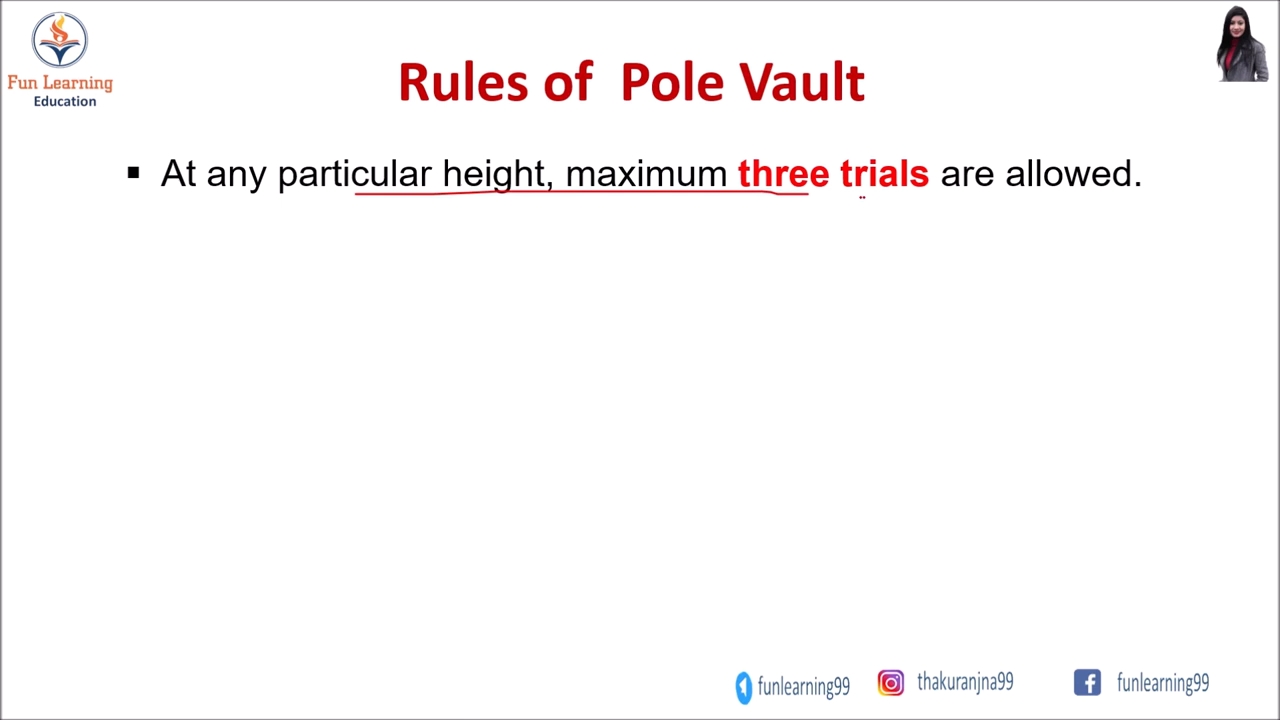 Fun Learning
Education
Rules of Pole Vault
▪ At any particular height, maximum three trials are allowed.
funlearning99
thakuranjna99
funlearning99